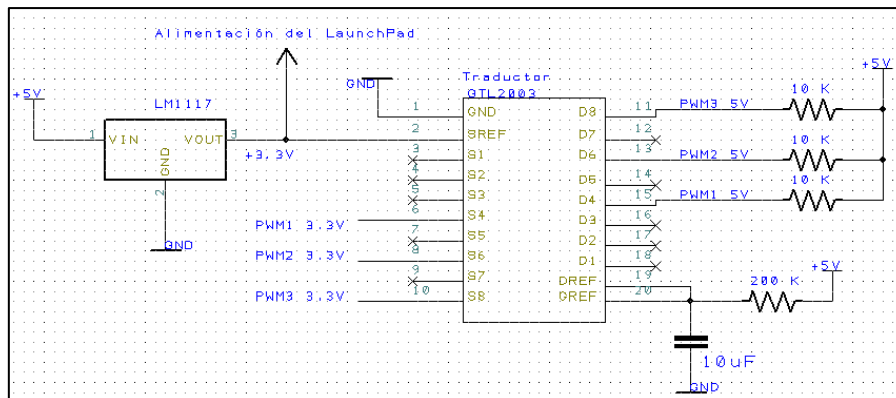 Alimentación del LaunchPad
+5V
LM1117
1
VIN
VOUT
3
GND
2
GND
+3.3V
GND
Traductor
GTL2003
1
GND
2
SREF
3
S1
4
S2
5
S3
6
S4
7
S5
8
S6
9
S7
10
S8
PWM1 3.3V
PWM2 3.3V
PWM3 3.3V
D8
11
PWM3 5V
10 K
+5V
D7
12
D6
13
PWM2 5V
10 K
D5
14
D4
15
PWM1 5V
10 K
D3
16
D2
17
D1
18
DREF
19
GREF
20
200 K
+5V
10uF
GND